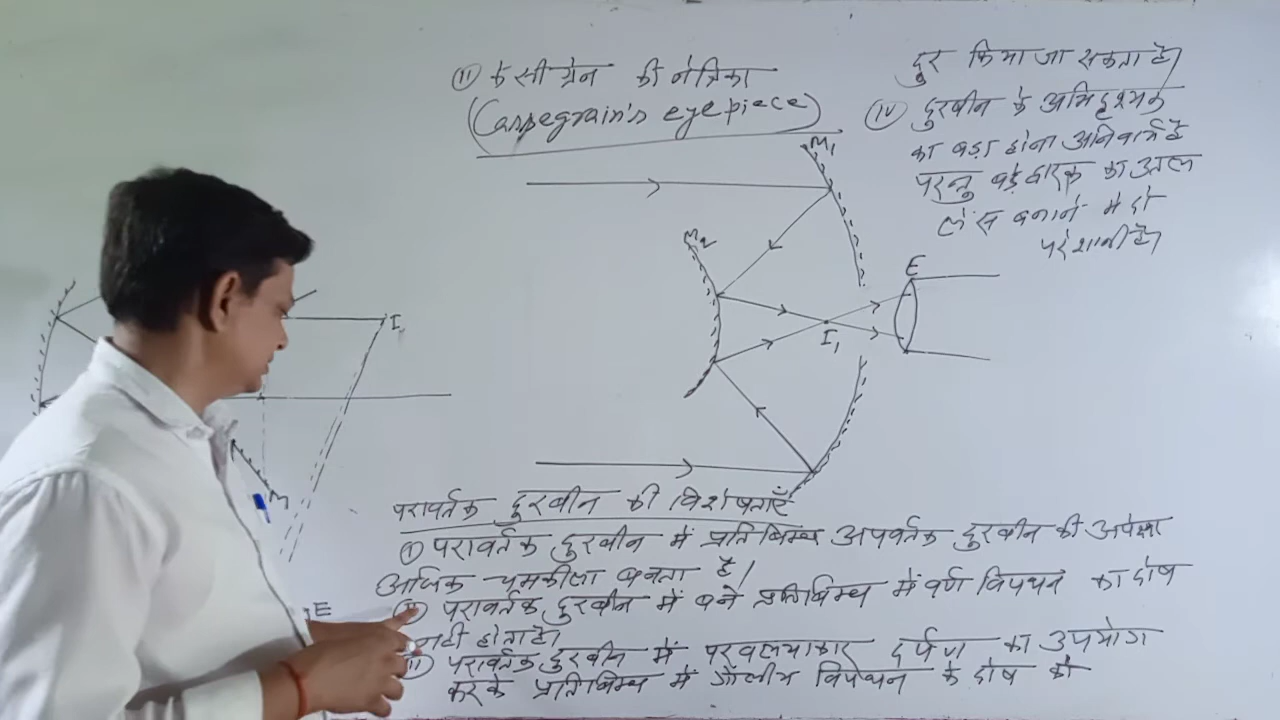 (ii) केसीग्रेन की नेत्रिका
(Cassegrain's eyepiece)
M₁
M₂
I₁
E
I
M
E
परावर्तक दुरबीन की विशेषताएँ
(i) परावर्तक दुरबीन में प्रतिबिम्ब अपवर्तक दुरबीन की अपेक्षा
अधिक चमकीला बनता है।
(ii) परावर्तक दुरबीन में बने प्रतिबिम्ब में वर्ण विपथन का दोष
नहीं होता है।
(iii) परावर्तक दुरबीन में परवलयाकार दर्पण का उपयोग
करके प्रतिबिम्ब में गोलीय विपथन के दोष को
दुर किया जा सकता है।
(iv) दुरबीन के अभिदृश्यक
का बड़ा होना अनिवार्य है
परन्तु बड़े द्वारक का
लेंस बनाने में हो
परेशानी है।